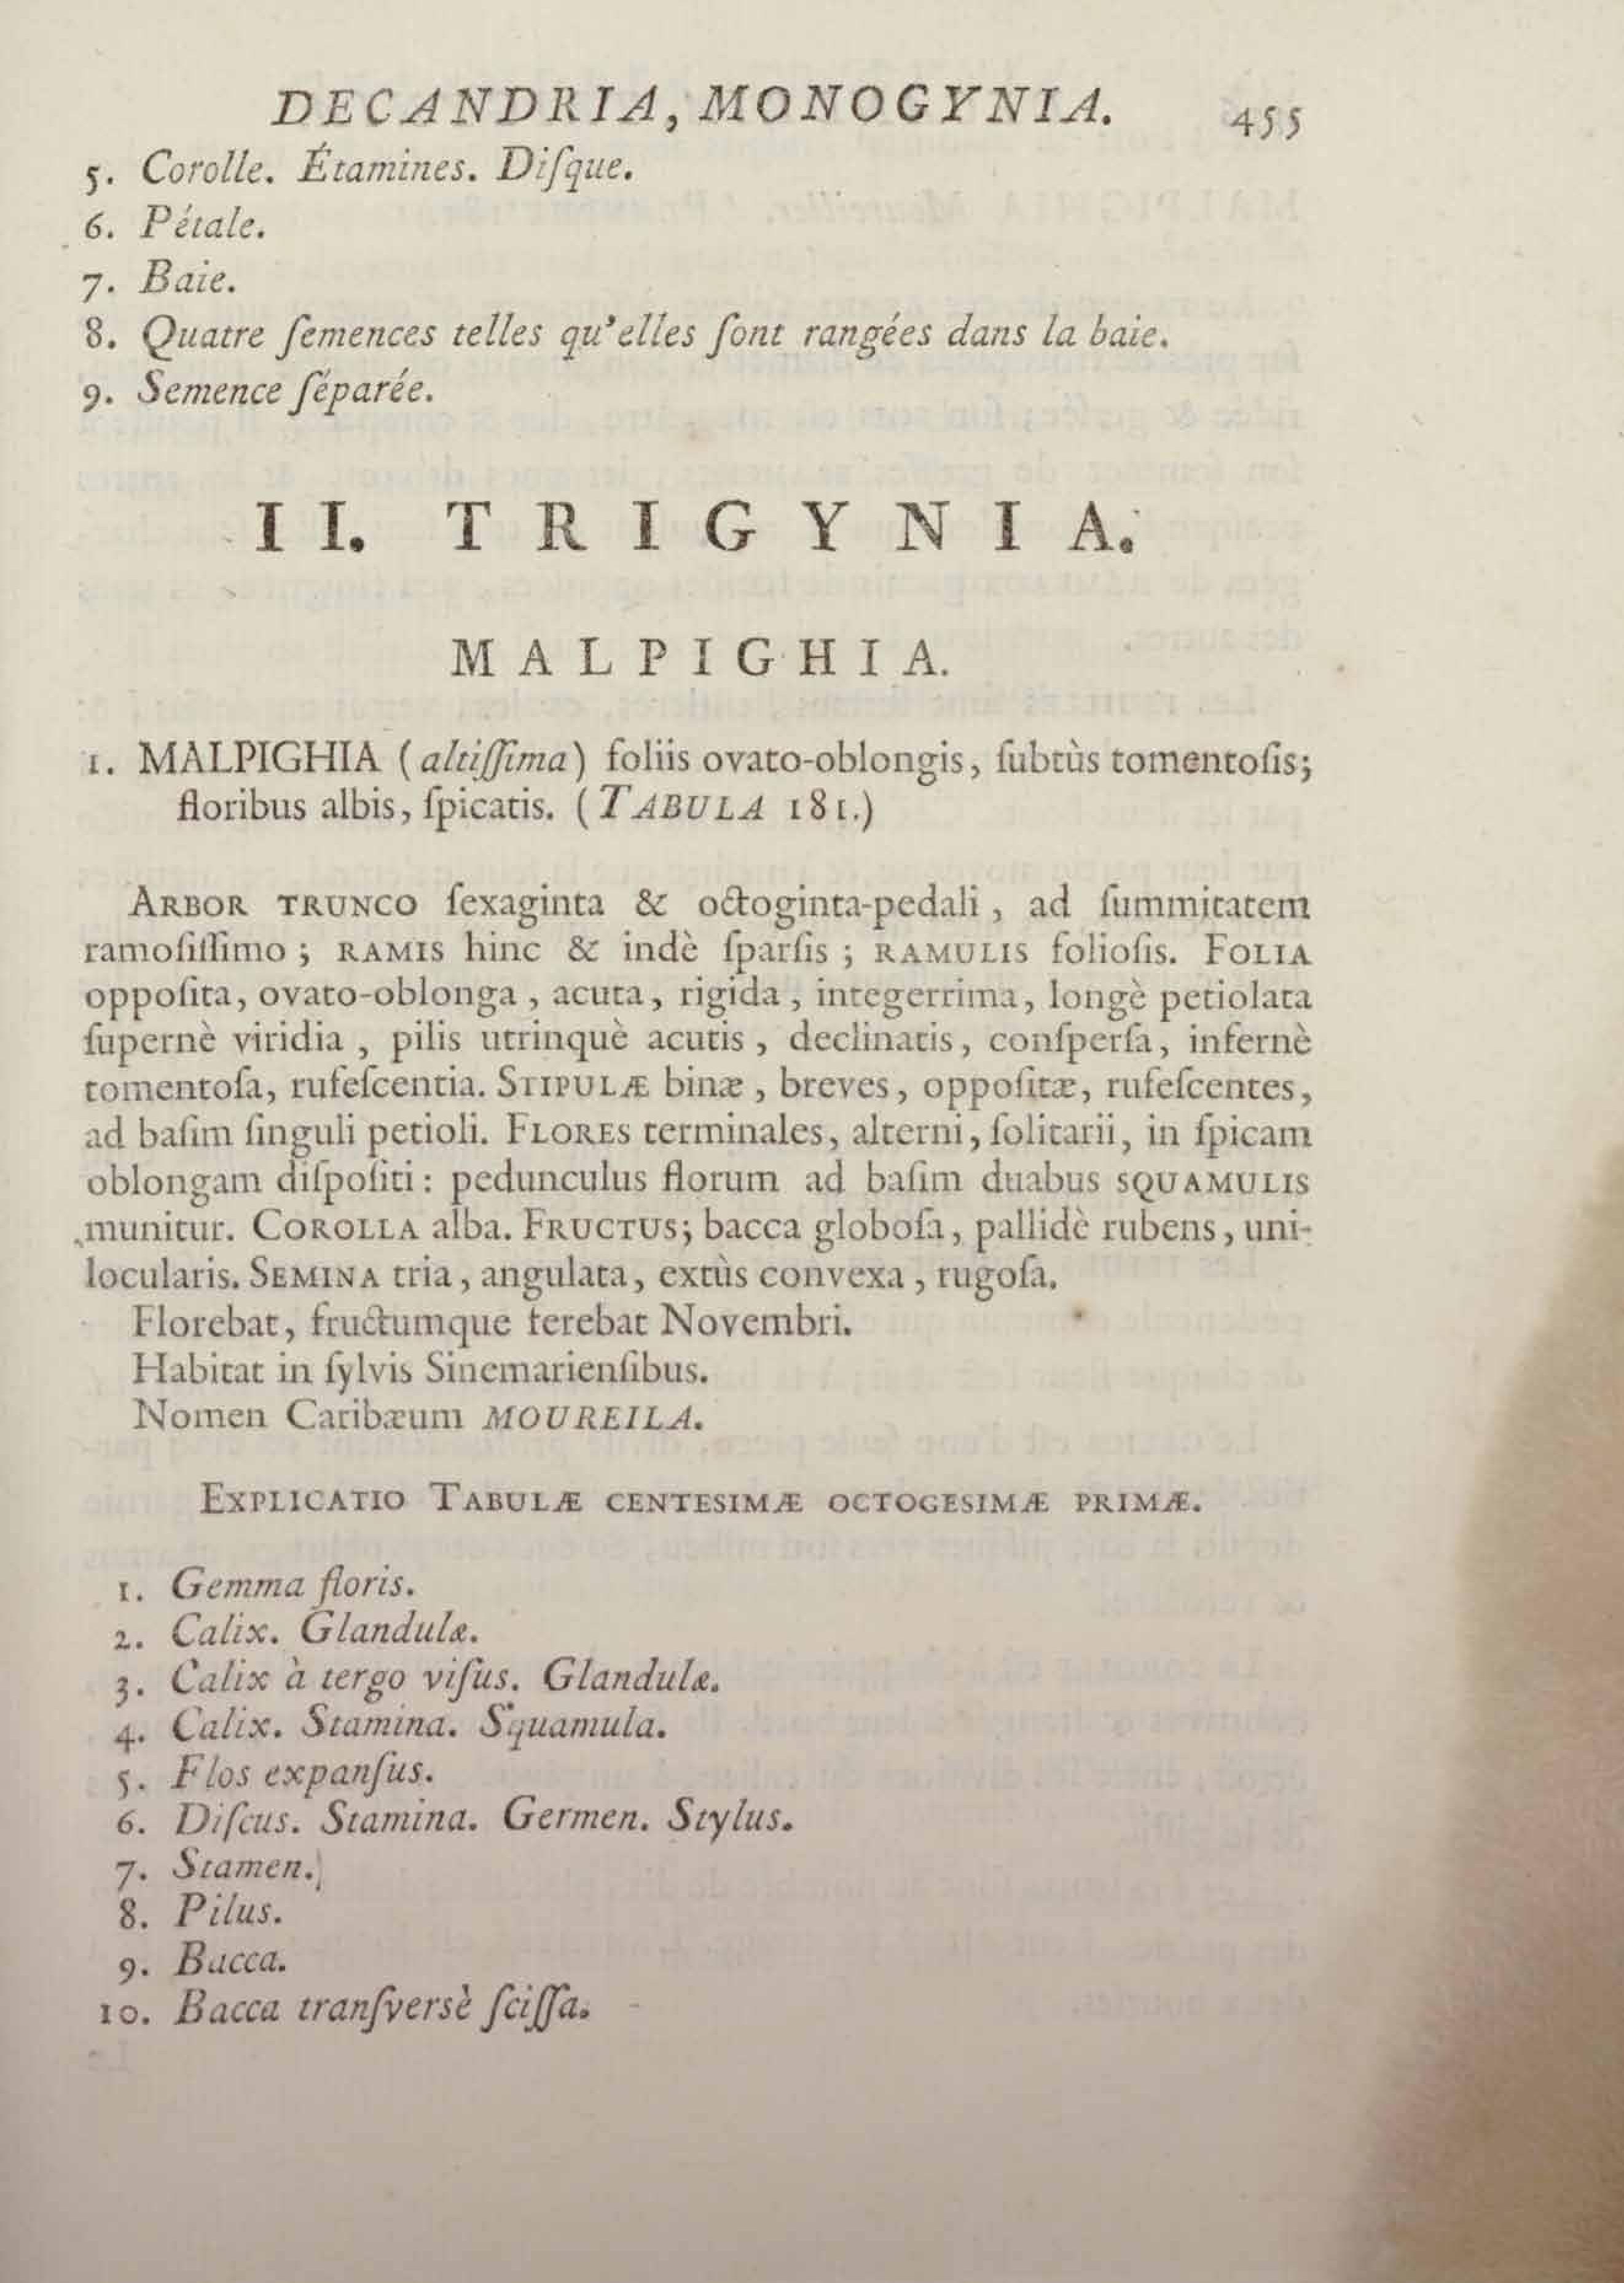 DECANDRIA, MONOGYNIA. 455
5. Corolle. Étamines. Diſque.
6. Pétale.
7. Baie.
8. Quatre ſemences telles qu'elles ſont rangées dans la baie.
9. Semence ſéparée.
II. TRIGYNIA.
MALPIGHIA.
1. MALPIGHIA (altiſſima) foliis ovato-oblongis, ſubtùs tomentoſis;
floribus albis, ſpicatis. (TABULA 181.)
ARBOR TRUNCO ſexaginta & octoginta-pedali, ad ſummitatem
ramoſiſſimo; RAMIS hinc & indè ſparſis; RAMULIS folioſis. FOLIA
oppoſita, ovato-oblonga, acuta, rigida, integerrima, longè petiolata
ſupernè viridia, pilis utrinquè acutis, declinatis, conſperſa, infernè
tomentoſa, rufeſcentia. STIPULÆ binæ, breves, oppoſitæ, rufeſcentes,
ad baſim ſinguli petioli. FLORES terminales, alterni, ſolitarii, in ſpicam
oblongam diſpoſiti: pedunculus florum ad baſim duabus SQUAMULIS
munitur. COROLLA alba. FRUCTUS; bacca globoſa, pallidè rubens, uni-
locularis. SEMINA tria, angulata, extùs convexa, rugoſa.
Florebat, fructumque ferebat Novembri.
Habitat in ſylvis Sinemarienſibus.
Nomen Caribæum MOUREILA.
EXPLICATIO TABULÆ CENTESIMÆ OCTOGESIMÆ PRIMÆ.
1. Gemma floris.
2. Calix. Glandulæ.
3. Calix à tergo viſus. Glandulæ.
4. Calix. Stamina. Squamula.
5. Flos expanſus.
6. Diſcus. Stamina. Germen. Stylus.
7. Stamen.
8. Pilus.
9. Bacca.
10. Bacca tranſversè ſciſſa.